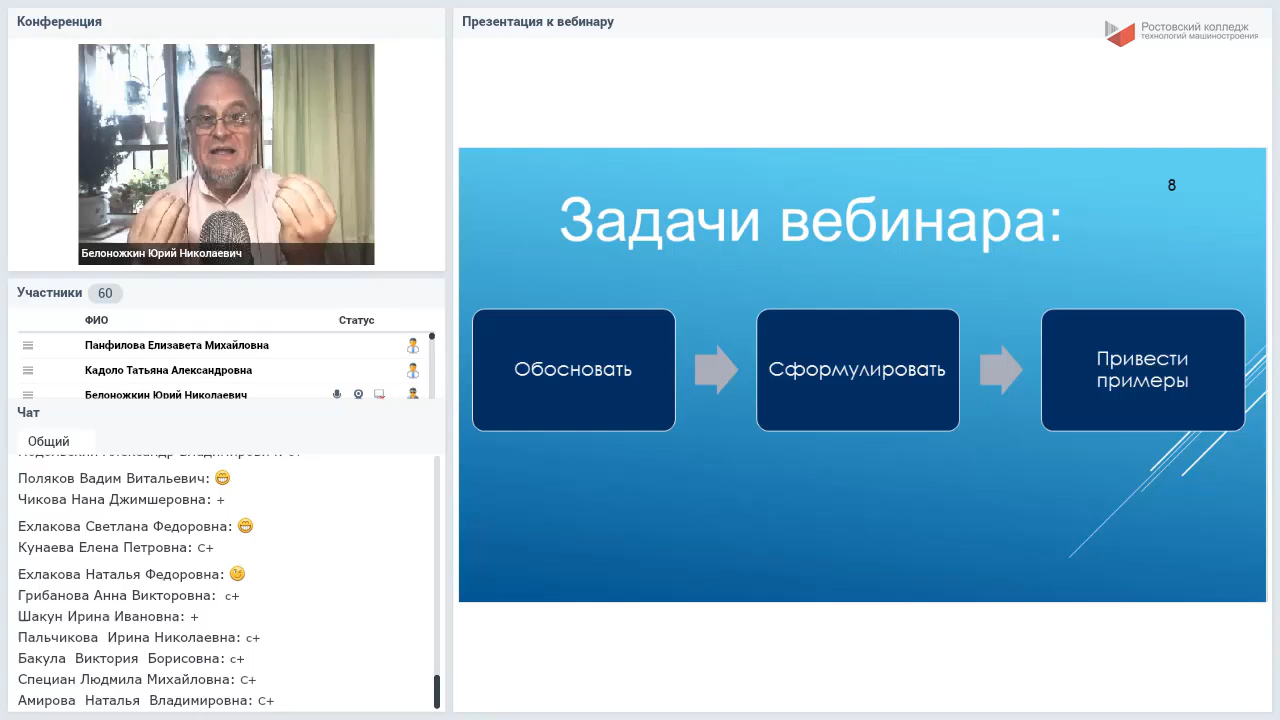 Конференция
Белоножкин Юрий Николаевич
Участники 60
ФИО Статус
Панфилова Елизавета Михайловна
Кадоло Татьяна Александровна
Белоножкин Юрий Николаевич
Чат
Общий
Поляков Вадим Витальевич:
Чикова Нана Джимшеровна: +
Ехлакова Светлана Федоровна:
Кунаева Елена Петровна: С+
Ехлакова Наталья Федоровна:
Грибанова Анна Викторовна: с+
Шакун Ирина Ивановна: +
Пальчикова Ирина Николаевна: с+
Бакула Виктория Борисовна: с+
Специан Людмила Михайловна: С+
Амирова Наталья Владимировна: С+
Презентация к вебинару
Ростовский колледж
технологий машиностроения
8
Задачи вебинара:
Обосновать
Сформулировать
Привести
примеры